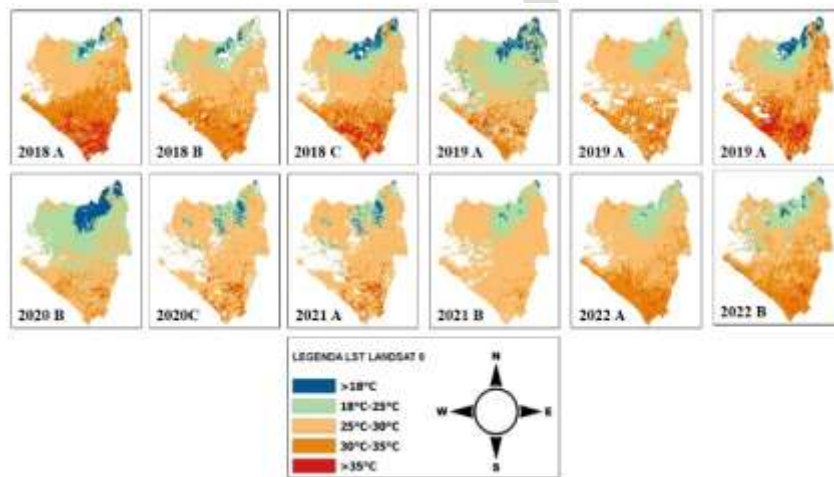 2018 A
2018 B
2018 C
2019 A
2019 A
2019 A
2020 B
2020C
2021 A
2021 B
2022 A
2022 B
LEGENDA LST LANDSAT 8
>18°C
18°C-25°C
25°C-30°C
30°C-35°C
>35°C
N
W
E
S